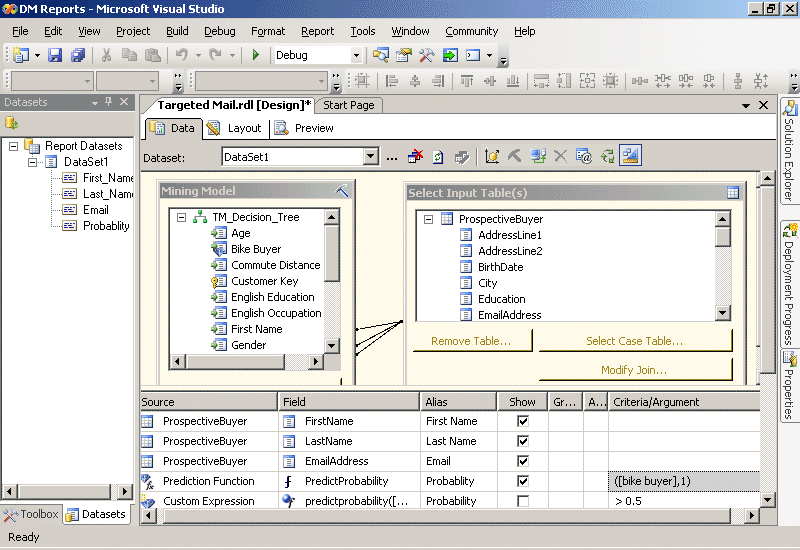 DM Reports - Microsoft Visual Studio
File Edit View Project Build Debug Format Report Tools Window Community Help
Debug
Datasets
Report Datasets
DataSet1
First_Name
Last_Name
Email
Probablity
Toolbox Datasets
Targeted Mail.rdl [Design]* Start Page
Data Layout Preview
Dataset: DataSet1 ...
Mining Model
TM_Decision_Tree
Age
Bike Buyer
Commute Distance
Customer Key
English Education
English Occupation
First Name
Gender
Select Input Table(s)
ProspectiveBuyer
AddressLine1
AddressLine2
BirthDate
City
Education
EmailAddress
Remove Table... Select Case Table...
Modify Join...
Source Field Alias Show Gr... A... Criteria/Argument
ProspectiveBuyer FirstName First Name
ProspectiveBuyer LastName Last Name
ProspectiveBuyer EmailAddress Email
Prediction Function PredictProbability Probablity ([bike buyer],1)
Custom Expression predictprobability([... Probability > 0.5
Solution Explorer
Deployment Progress
Properties
Ready